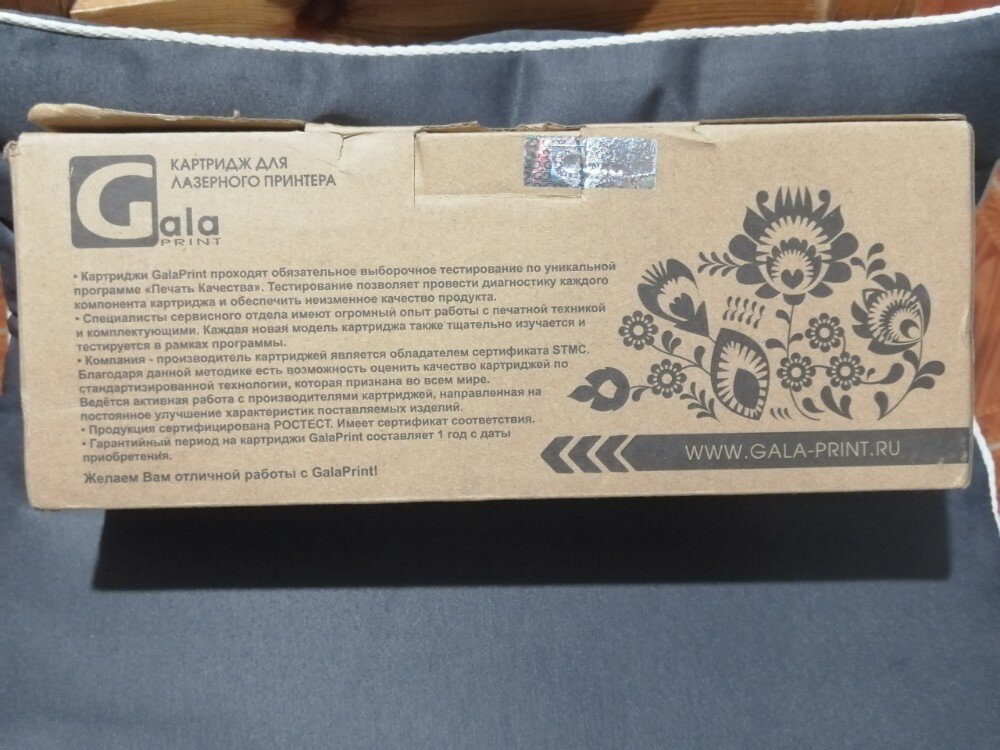 КАРТРИДЖ ДЛЯ
ЛАЗЕРНОГО ПРИНТЕРА
Gala
PRINT
• Картриджи GalaPrint проходят обязательное выборочное тестирование по уникальной
программе «Печать Качества». Тестирование позволяет провести диагностику каждого
компонента картриджа и обеспечить неизменное качество продукта.
• Специалисты сервисного отдела имеют огромный опыт работы с печатной техникой
и комплектующими. Каждая новая модель картриджа также тщательно изучается и
тестируется в рамках программы.
• Компания - производитель картриджей является обладателем сертификата STMC.
Благодаря данной методике есть возможность оценить качество картриджей по
стандартизированной технологии, которая признана во всем мире.
Ведётся активная работа с производителями картриджей, направленная на
постоянное улучшение характеристик поставляемых изделий.
• Продукция сертифицирована РОСТЕСТ. Имеет сертификат соответствия.
• Гарантийный период на картриджи GalaPrint составляет 1 год с даты
приобретения.
Желаем Вам отличной работы с GalaPrint!
WWW.GALA-PRINT.RU